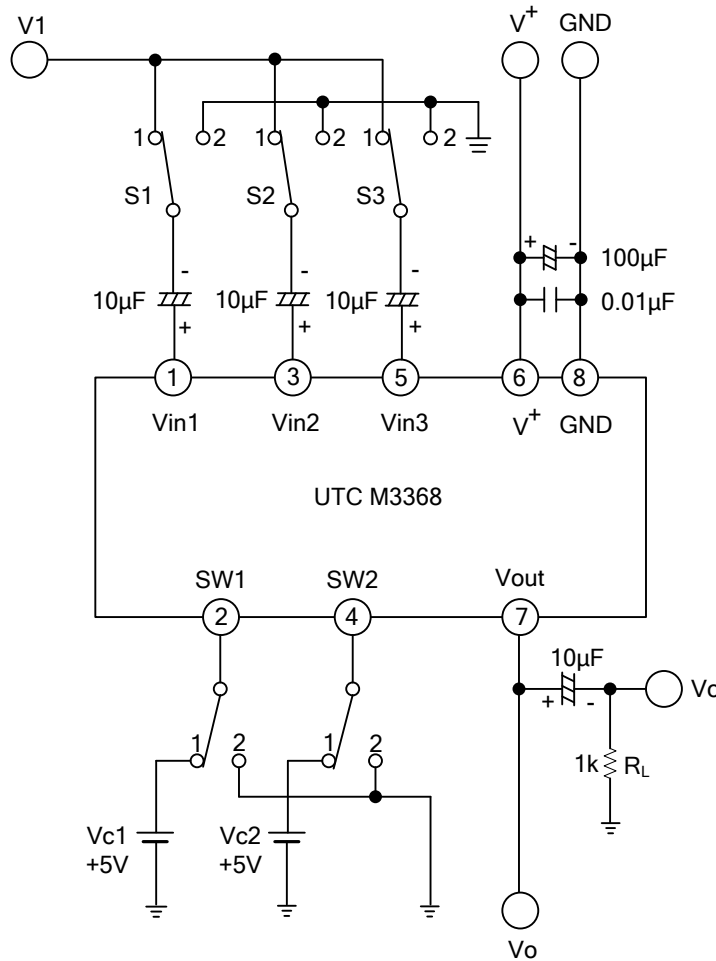 V1
V+
GND
1 2 1 2 1 2
S1 S2 S3
+ -
100µF
- - -
10µF 10µF 10µF
0.01µF
+ + +
1 3 5 6 8
Vin1 Vin2 Vin3 V+ GND
UTC M3368
SW1 SW2 Vout
2 4 7
10µF
+ -
Vo
1 2 1 2
1k RL
Vc1
+5V
Vc2
+5V
Vo